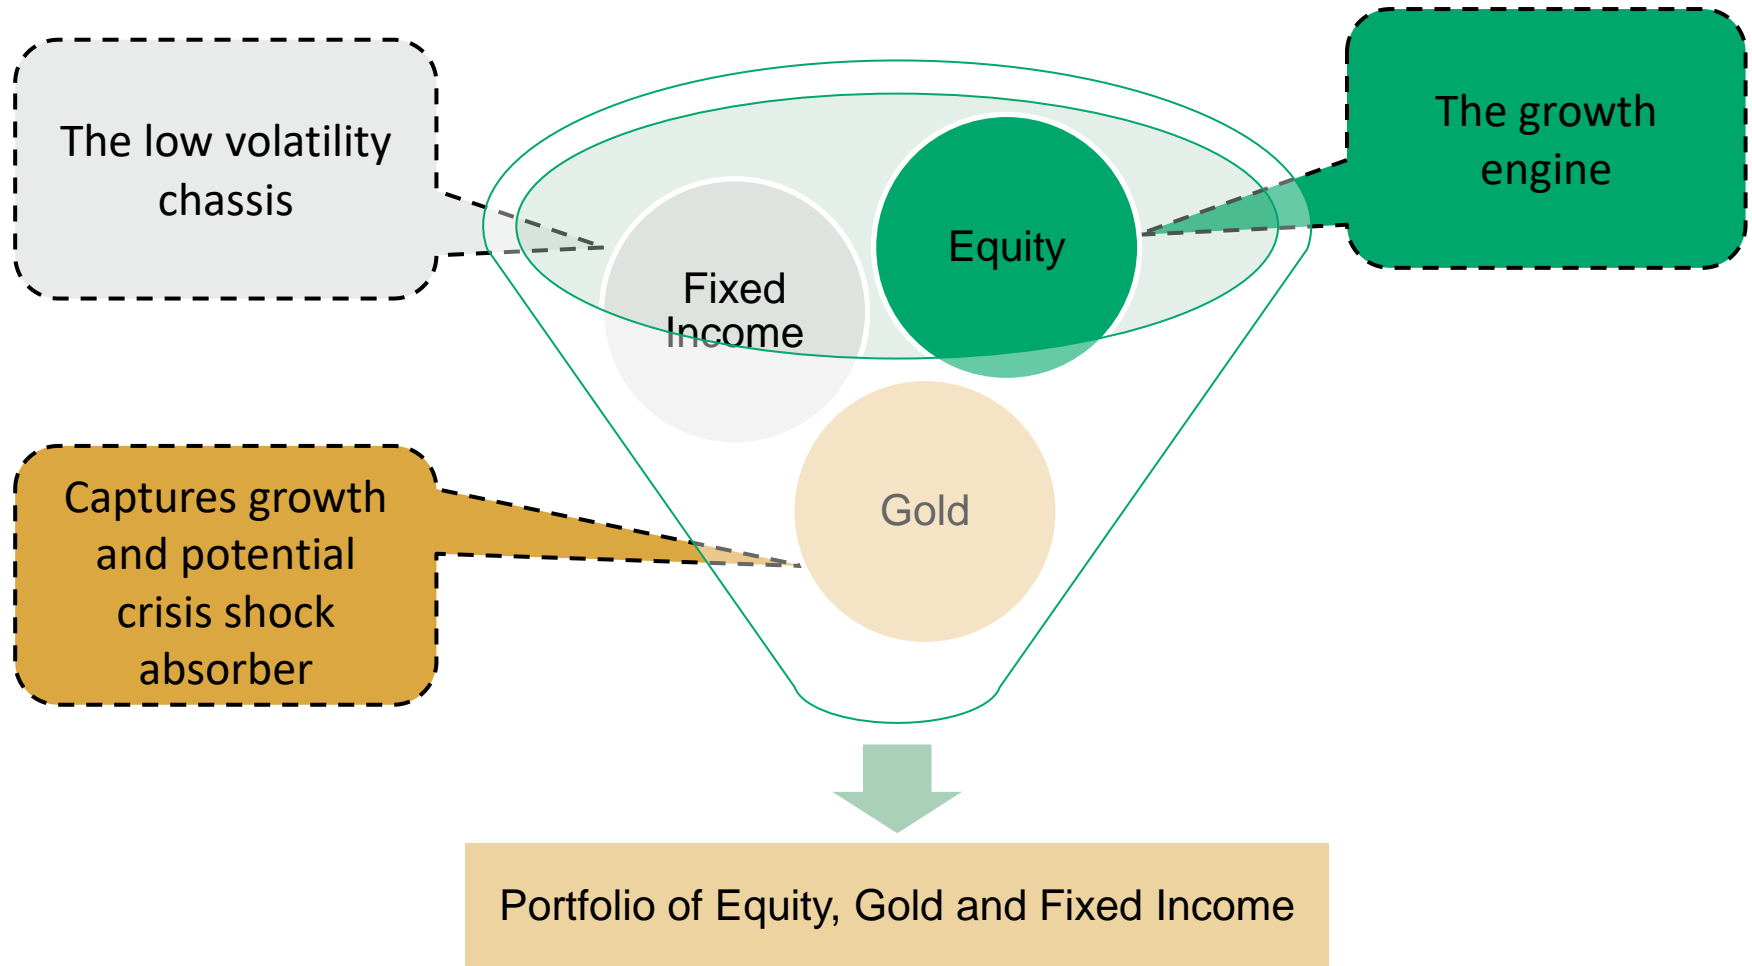 The low volatility
chassis
The growth
engine
Equity
Fixed
Income
Captures growth
and potential
crisis shock
absorber
Gold
Portfolio of Equity, Gold and Fixed Income